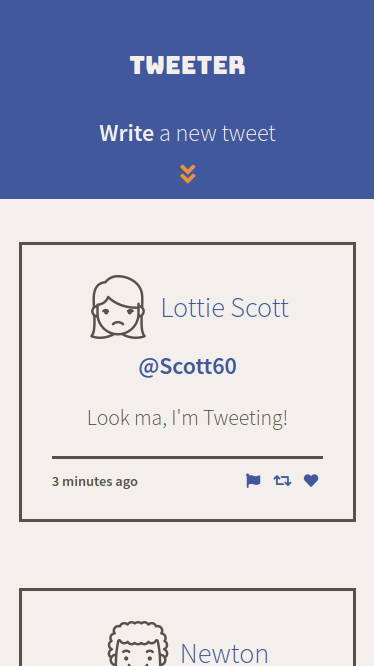 TWEETER
Write a new tweet
Lottie Scott
@Scott60
Look ma, I'm Tweeting!
3 minutes ago
Newton